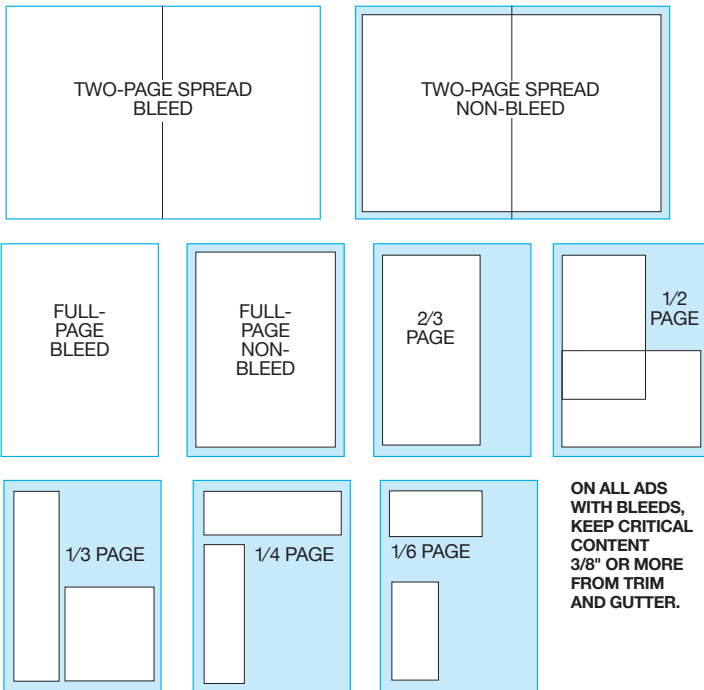 TWO-PAGE SPREAD
BLEED
TWO-PAGE SPREAD
NON-BLEED
FULL-
PAGE
BLEED
FULL-
PAGE
NON-
BLEED
2/3
PAGE
1/2
PAGE
1/3 PAGE
1/4 PAGE
1/6 PAGE
ON ALL ADS
WITH BLEEDS,
KEEP CRITICAL
CONTENT
3/8" OR MORE
FROM TRIM
AND GUTTER.